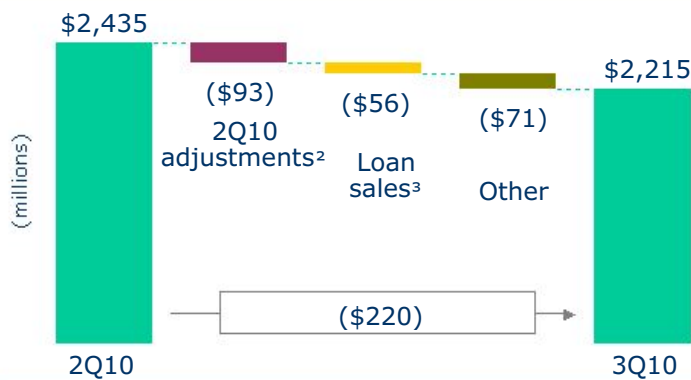 $2,435
$2,215
($93)
($56)
($71)
2Q10
adjustments²
Loan
sales³
Other
(millions)
($220)
2Q10
3Q10